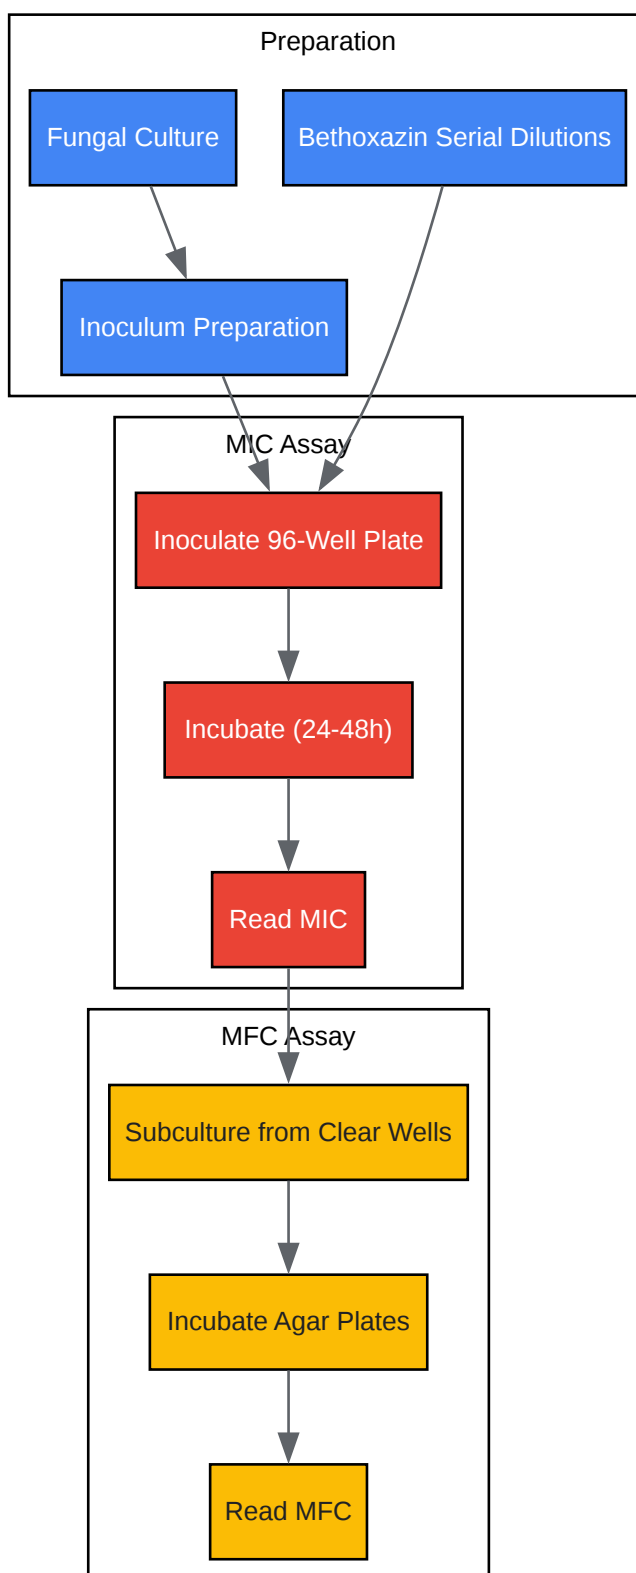 Preparation
Fungal Culture
Bethoxazin Serial Dilutions
Inoculum Preparation
MIC Assay
Inoculate 96-Well Plate
Incubate (24-48h)
Read MIC
MFC Assay
Subculture from Clear Wells
Incubate Agar Plates
Read MFC